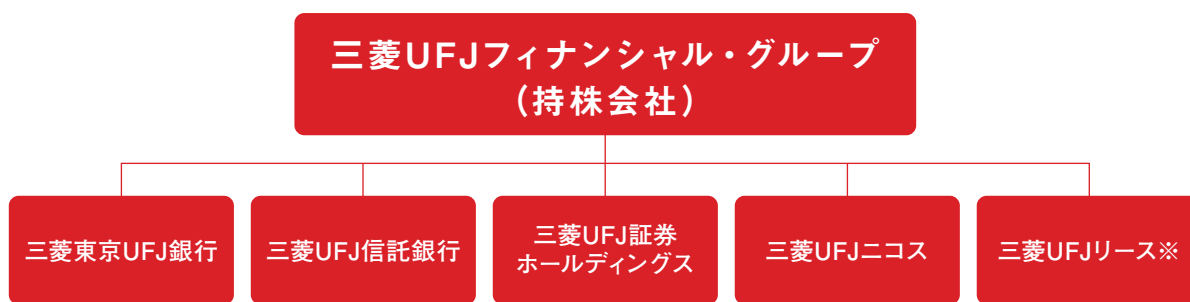 三菱UFJフィナンシャル・グループ
(持株会社)
三菱東京UFJ銀行
三菱UFJ信託銀行
三菱UFJ証券
ホールディングス
三菱UFJニコス
三菱UFJリース※